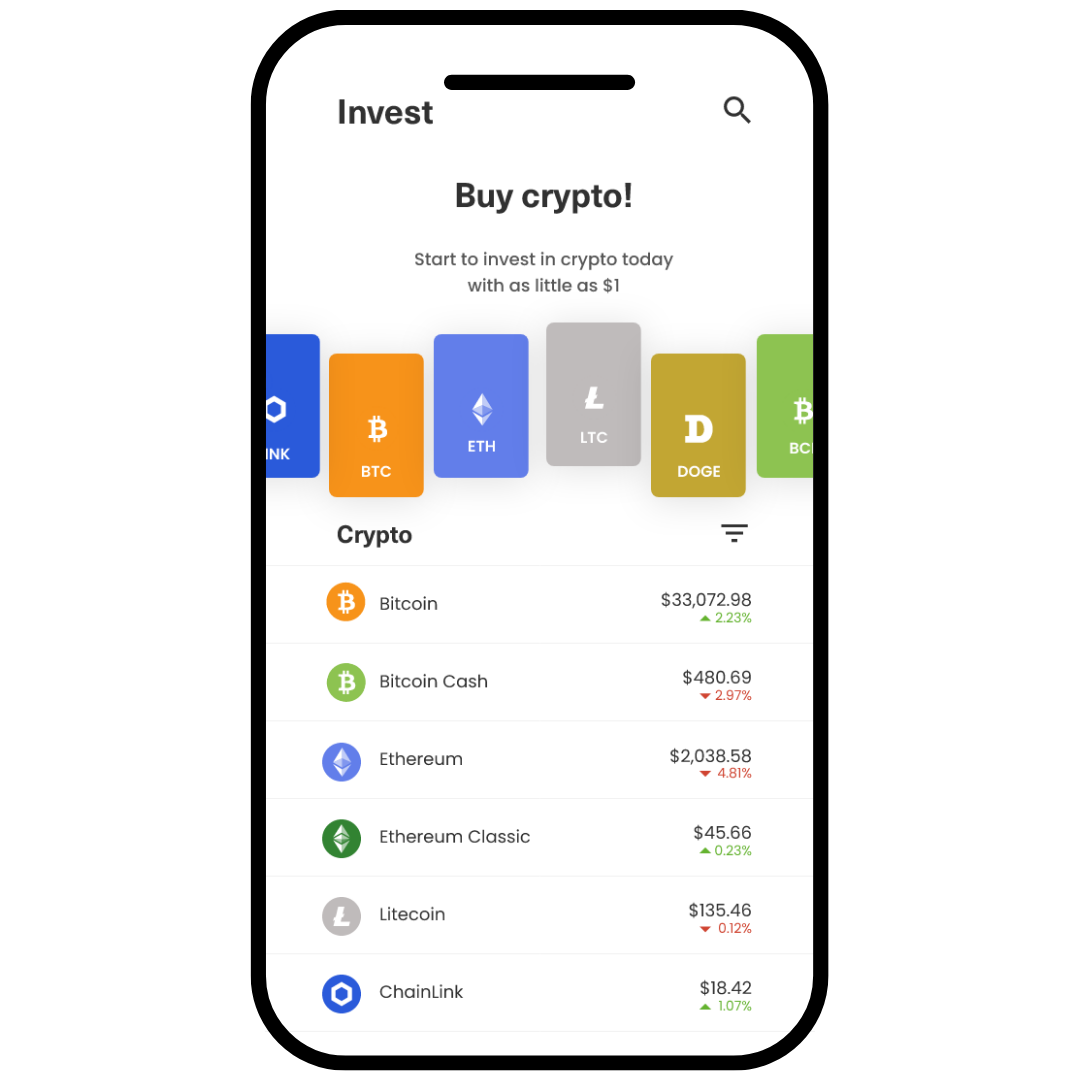 Invest
Buy crypto!
Start to invest in crypto today
with as little as $1
INK
BTC
ETH
LTC
DOGE
BC
Crypto
Bitcoin
$33,072.98
2.23%
Bitcoin Cash
$480.69
2.97%
Ethereum
$2,038.58
4.81%
Ethereum Classic
$45.66
0.23%
Litecoin
$135.46
0.12%
ChainLink
$18.42
1.07%